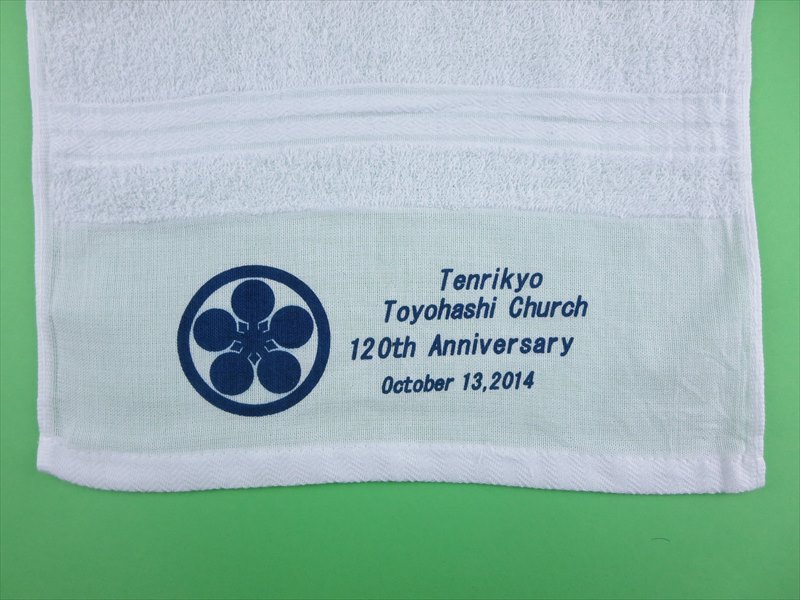 Tenrikyo
Toyohashi Church
120th Anniversary
October 13,2014